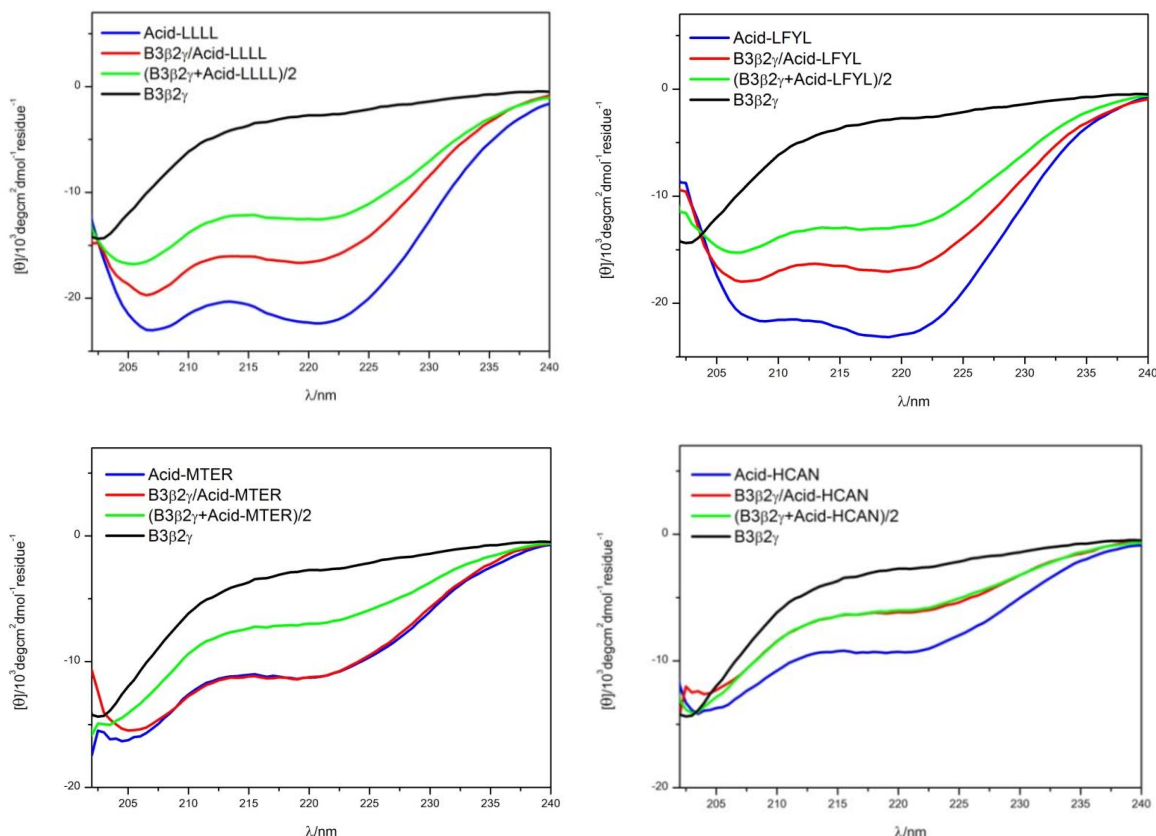 Acid-LLLL
B3β2γ/Acid-LLLL
(B3β2γ+Acid-LLLL)/2
B3β2γ
0
-10
-20
[θ]/10³degcm²dmol⁻¹residue⁻¹
205 210 215 220 225 230 235 240
λ/nm
Acid-LFYL
B3β2γ/Acid-LFYL
(B3β2γ+Acid-LFYL)/2
B3β2γ
0
-10
-20
[θ]/10³degcm²dmol⁻¹residue⁻¹
205 210 215 220 225 230 235 240
λ/nm
Acid-MTER
B3β2γ/Acid-MTER
(B3β2γ+Acid-MTER)/2
B3β2γ
0
-10
-20
[θ]/10³degcm²dmol⁻¹residue⁻¹
205 210 215 220 225 230 235 240
λ/nm
Acid-HCAN
B3β2γ/Acid-HCAN
(B3β2γ+Acid-HCAN)/2
B3β2γ
0
-10
-20
[θ]/10³degcm²dmol⁻¹residue⁻¹
205 210 215 220 225 230 235 240
λ/nm